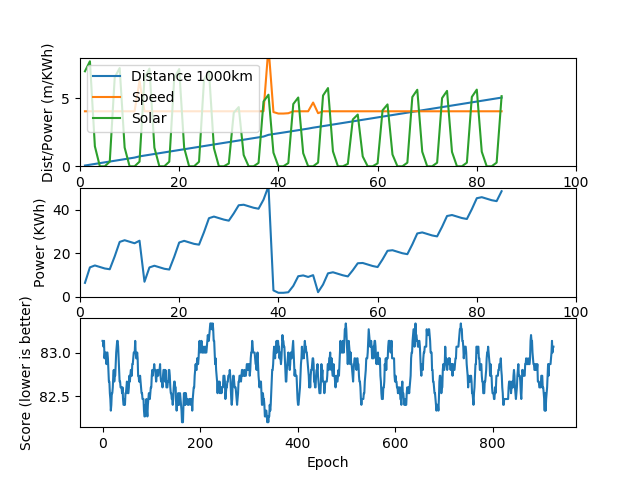 Dist/Power (m/KWh)
5
0
Distance 1000km
Speed
Solar
0 20 40 60 80 100
Power (KWh)
40
20
0
0 20 40 60 80 100
Score (lower is better)
83.0
82.5
0 200 400 600 800
Epoch